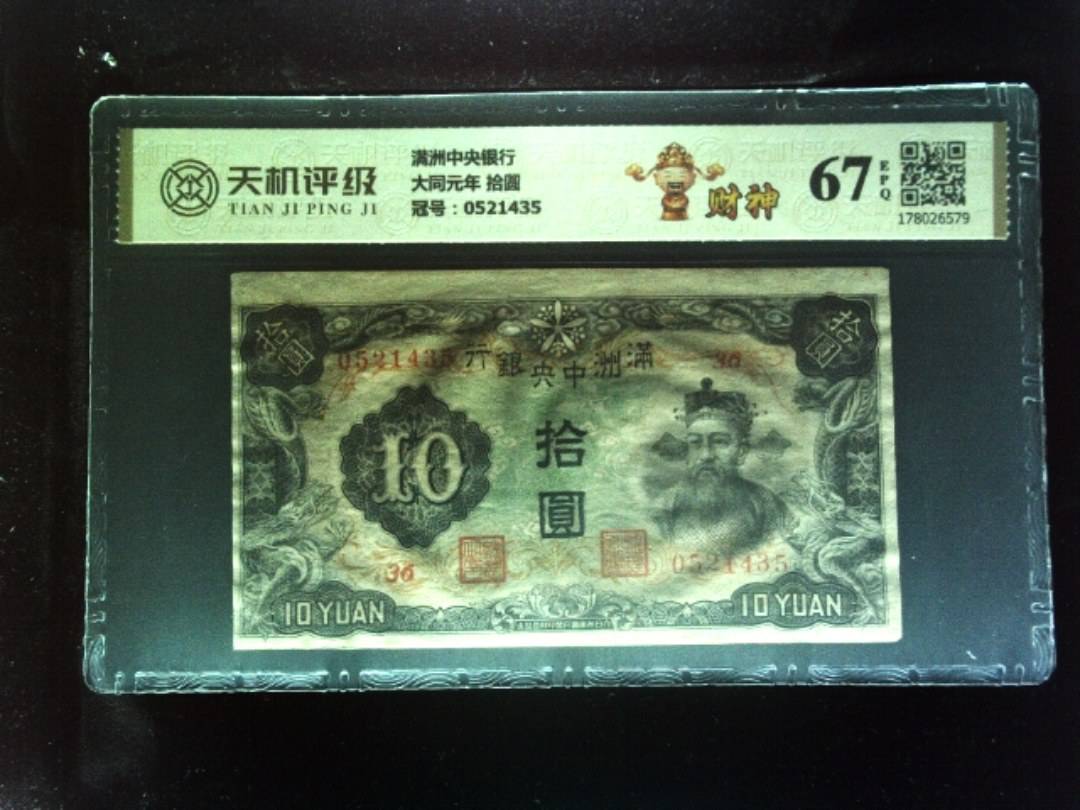 天机评级
TIAN JI PING JI
满洲中央银行
大同元年 拾圆
冠号：0521435
财神
67
EPQ
178026579
拾圓
拾圓
0521435
行銀央中洲滿
36
10
拾
圓
36
0521435
10 YUAN
10 YUAN